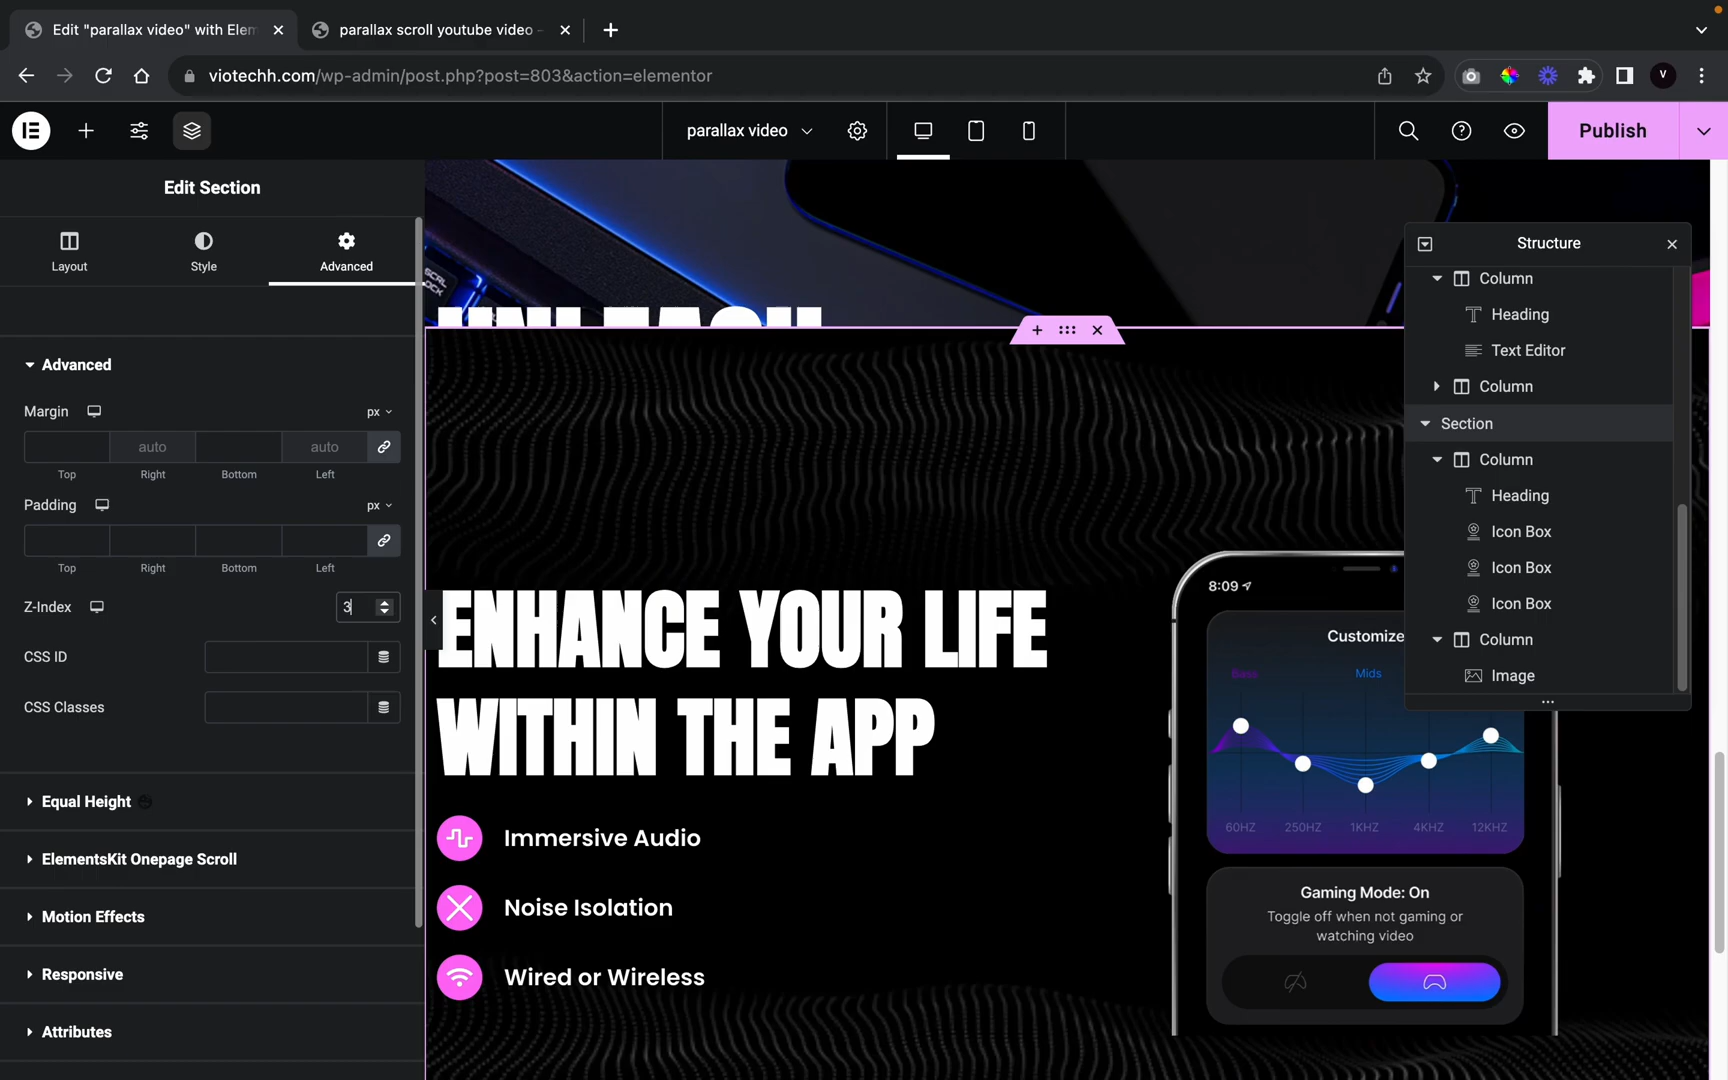 Edit "parallax video" with Elem
parallax scroll youtube video -
viotechh.com/wp-admin/post.php?post=803&action=elementor
V
parallax video
Publish
Edit Section
Layout
Style
Advanced
Advanced
Margin
px
auto
auto
Top
Right
Bottom
Left
Padding
px
Top
Right
Bottom
Left
Z-Index
3
CSS ID
CSS Classes
Equal Height
ElementsKit Onepage Scroll
Motion Effects
Responsive
Attributes
SCRL
LOCK
UNLEASH
ENHANCE YOUR LIFE
WITHIN THE APP
Immersive Audio
Noise Isolation
Wired or Wireless
8:09
Customize
Bass
Mids
60HZ
250HZ
1KHZ
4KHZ
12KHZ
Gaming Mode: On
Toggle off when not gaming or
watching video
Structure
Column
Heading
Text Editor
Column
Section
Column
Heading
Icon Box
Icon Box
Icon Box
Column
Image